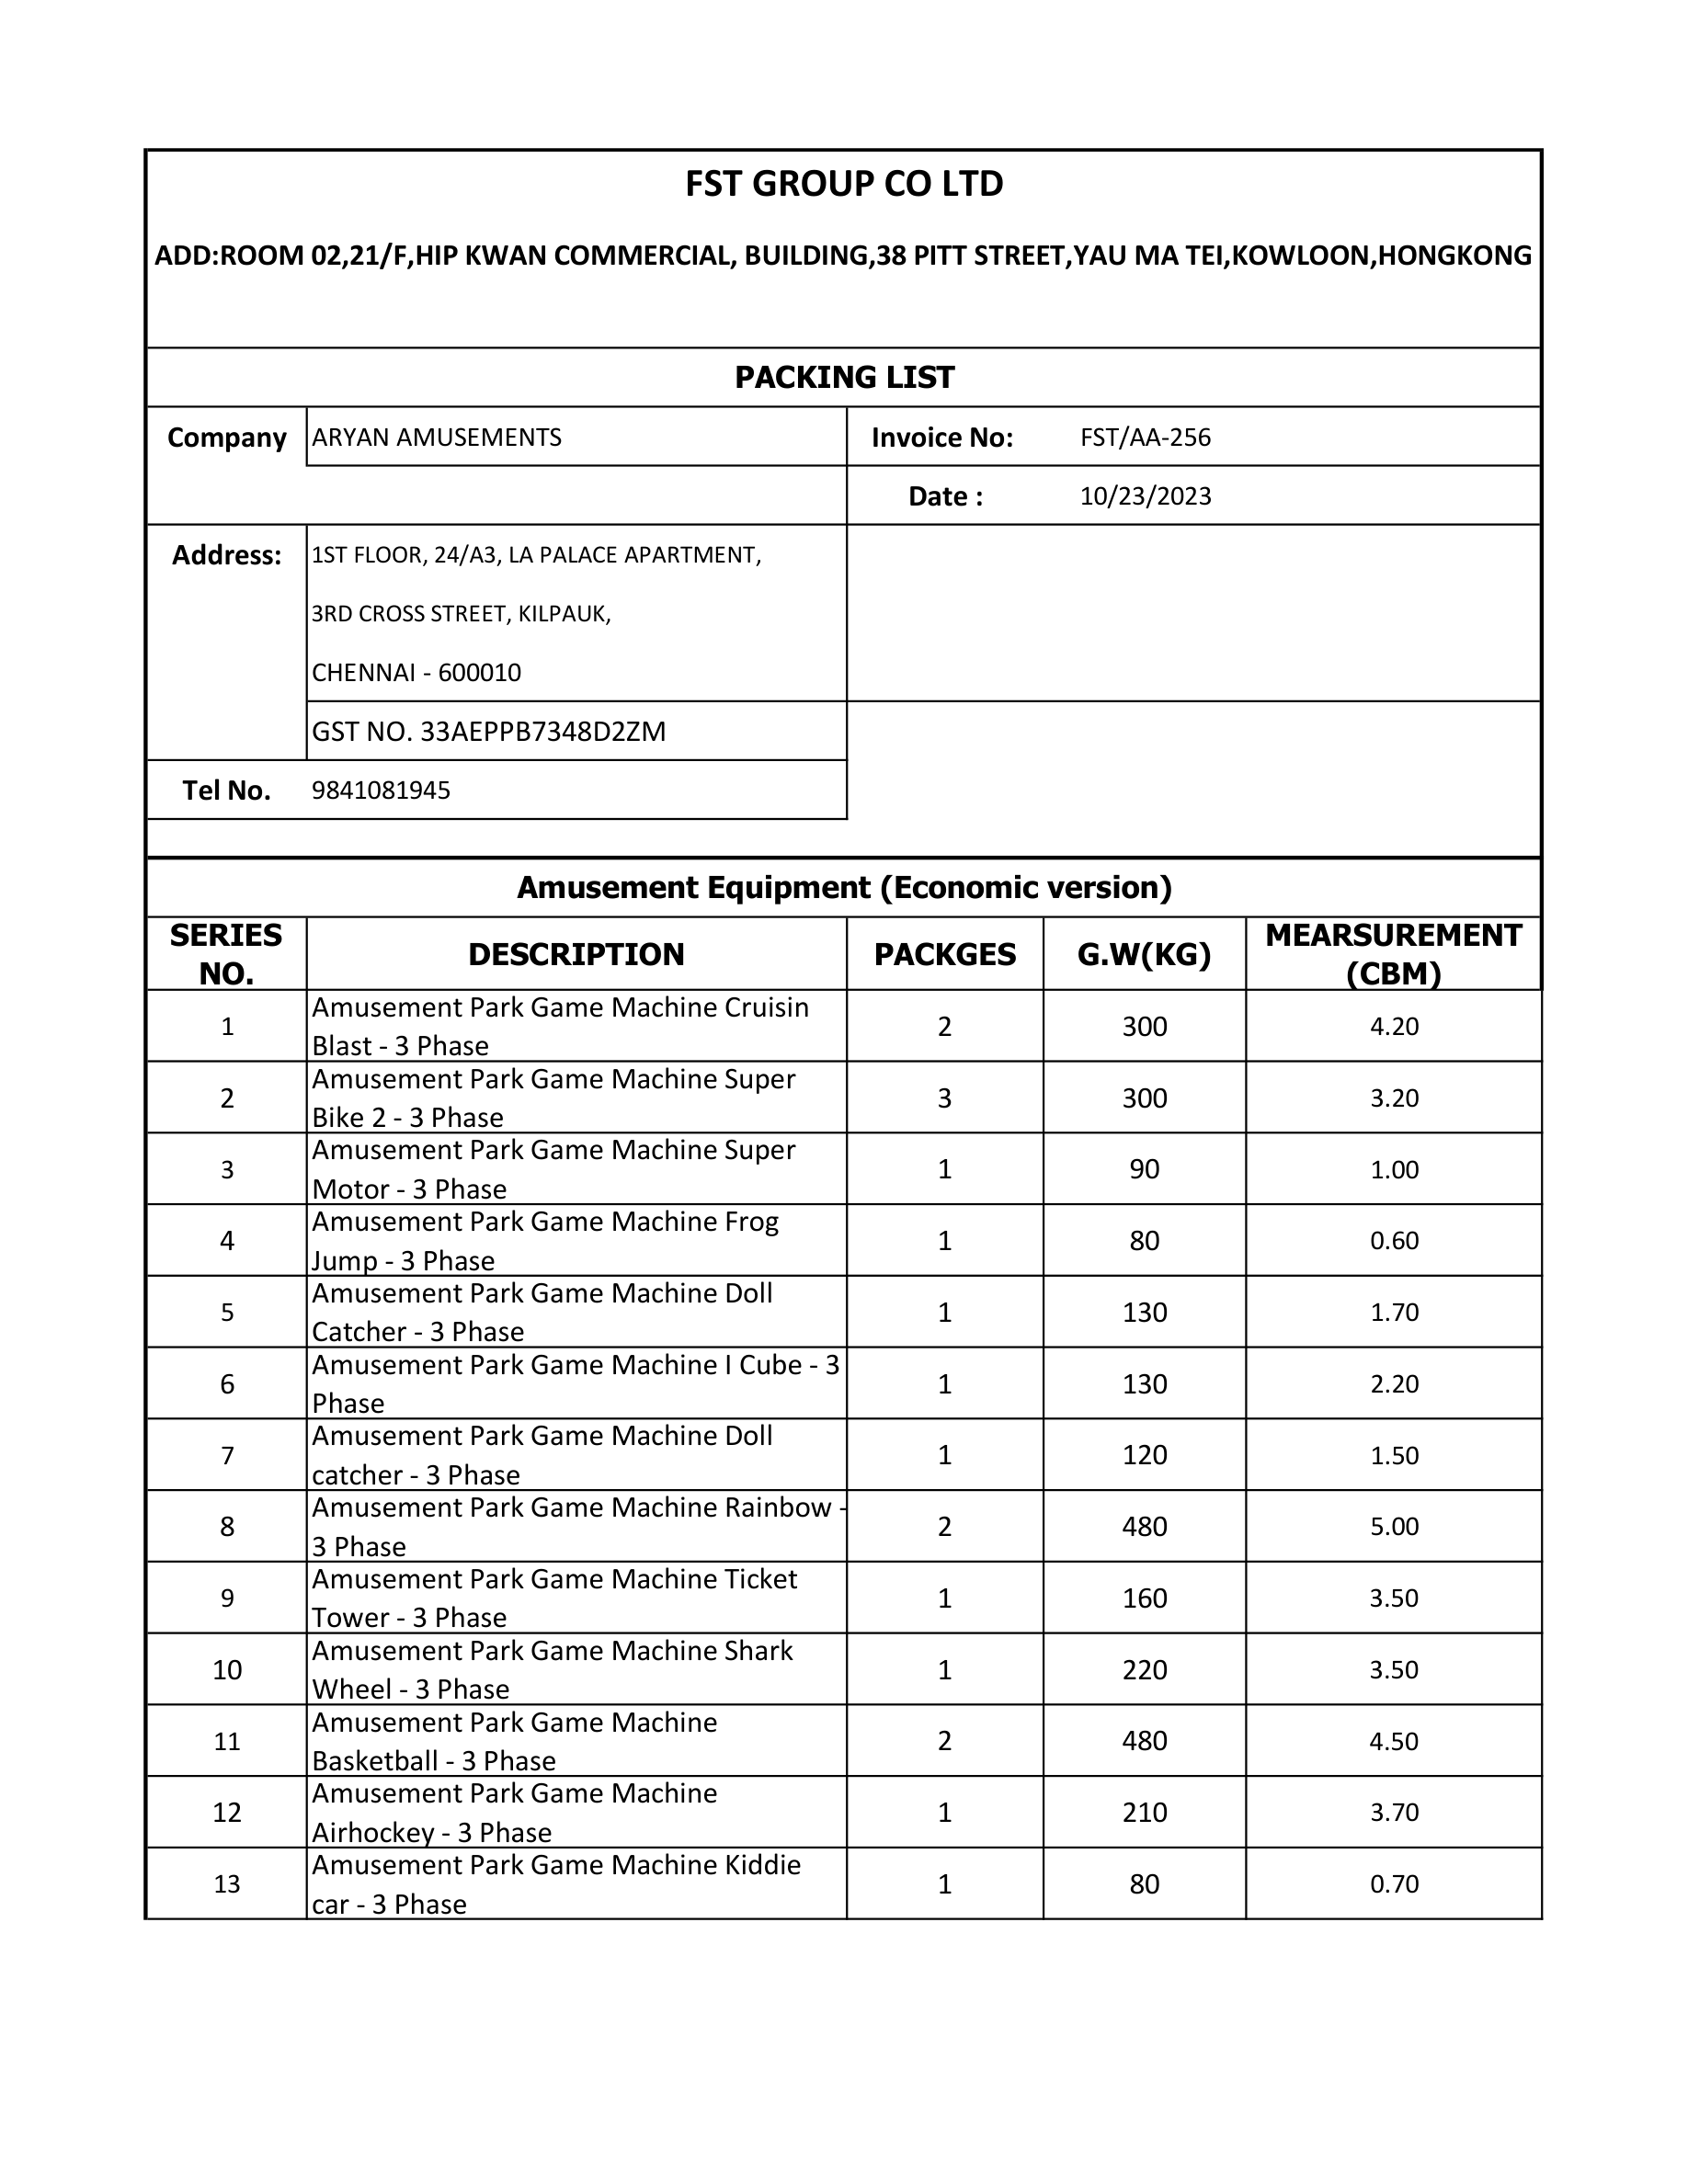 FST GROUP CO LTD
ADD:ROOM 02,21/F,HIP KWAN COMMERCIAL, BUILDING,38 PITT STREET,YAU MA TEI,KOWLOON,HONGKONG
PACKING LIST
Company ARYAN AMUSEMENTS Invoice No: FST/AA-256
Date : 10/23/2023
Address: 1ST FLOOR, 24/A3, LA PALACE APARTMENT,
3RD CROSS STREET, KILPAUK,
CHENNAI - 600010
GST NO. 33AEPPB7348D2ZM
Tel No. 9841081945
Amusement Equipment (Economic version)
SERIES NO. DESCRIPTION PACKGES G.W(KG) MEARSUREMENT (CBM)
1 Amusement Park Game Machine Cruisin Blast - 3 Phase 2 300 4.20
2 Amusement Park Game Machine Super Bike 2 - 3 Phase 3 300 3.20
3 Amusement Park Game Machine Super Motor - 3 Phase 1 90 1.00
4 Amusement Park Game Machine Frog Jump - 3 Phase 1 80 0.60
5 Amusement Park Game Machine Doll Catcher - 3 Phase 1 130 1.70
6 Amusement Park Game Machine I Cube - 3 Phase 1 130 2.20
7 Amusement Park Game Machine Doll catcher - 3 Phase 1 120 1.50
8 Amusement Park Game Machine Rainbow - 3 Phase 2 480 5.00
9 Amusement Park Game Machine Ticket Tower - 3 Phase 1 160 3.50
10 Amusement Park Game Machine Shark Wheel - 3 Phase 1 220 3.50
11 Amusement Park Game Machine Basketball - 3 Phase 2 480 4.50
12 Amusement Park Game Machine Airhockey - 3 Phase 1 210 3.70
13 Amusement Park Game Machine Kiddie car - 3 Phase 1 80 0.70